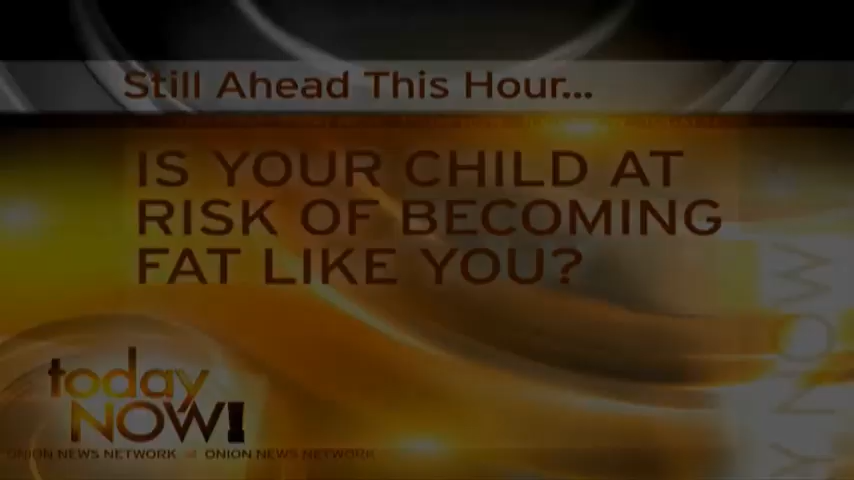 Still Ahead This Hour...
IS YOUR CHILD AT
RISK OF BECOMING
FAT LIKE YOU?
today
NOW!
ONION NEWS NETWORK ONION NEWS NETWORK
Y NOW